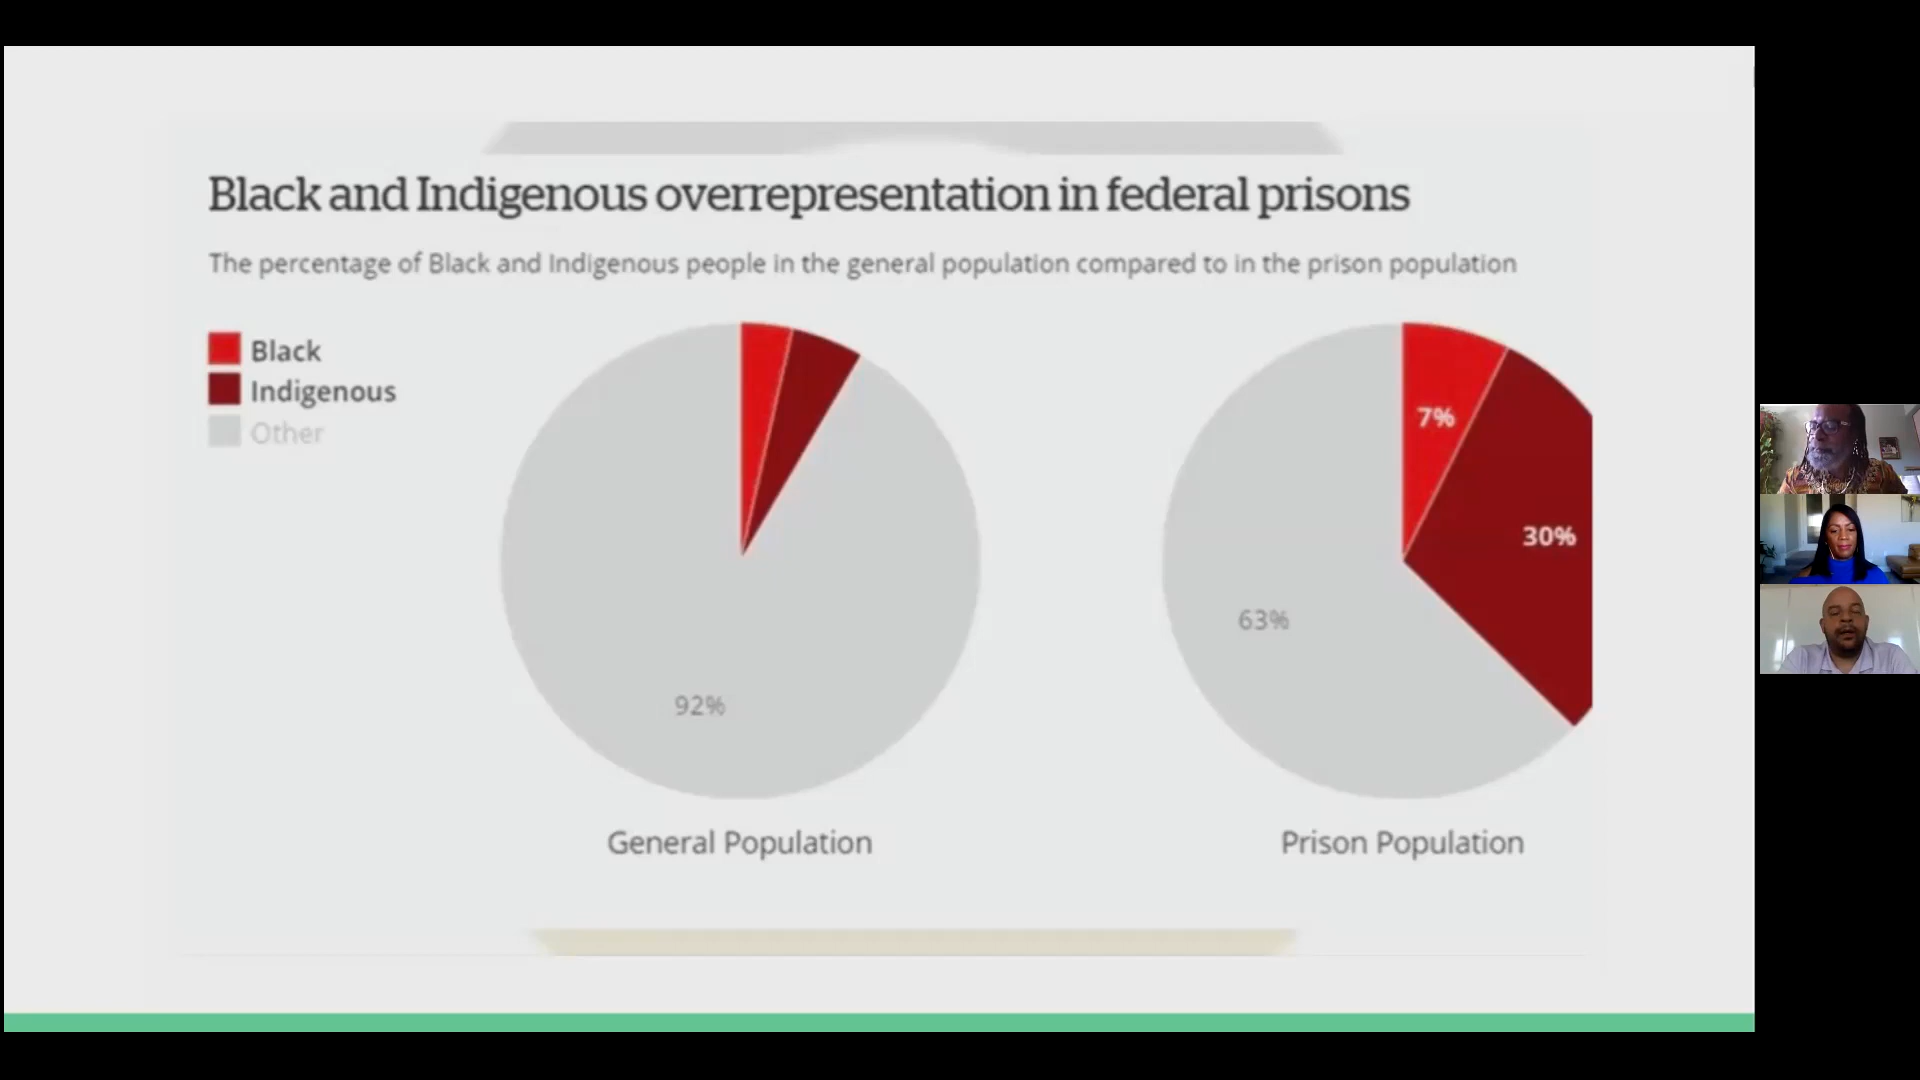 Black and Indigenous overrepresentation in federal prisons
The percentage of Black and Indigenous people in the general population compared to in the prison population
Black
Indigenous
Other
92%
General Population
7%
30%
63%
Prison Population